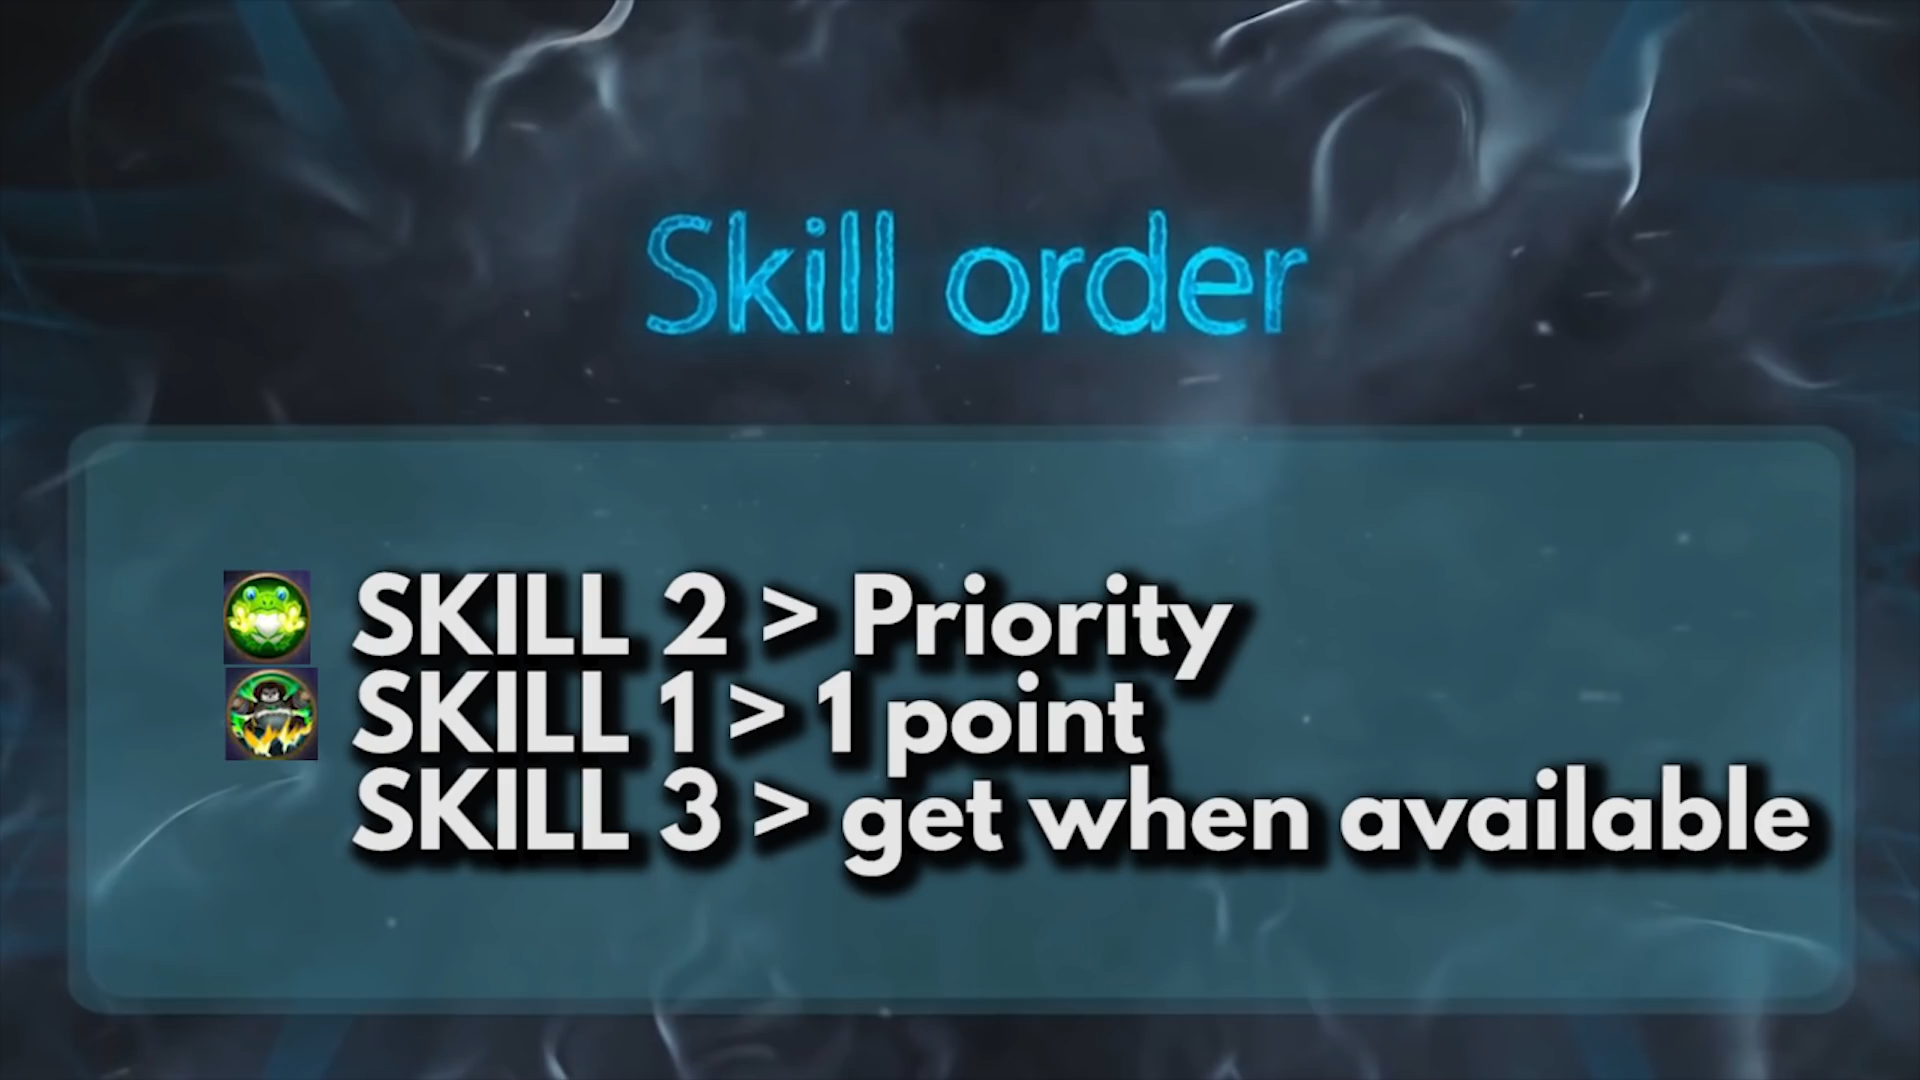 Skill order
SKILL 2 > Priority
SKILL 1 > 1 point
SKILL 3 > get when available